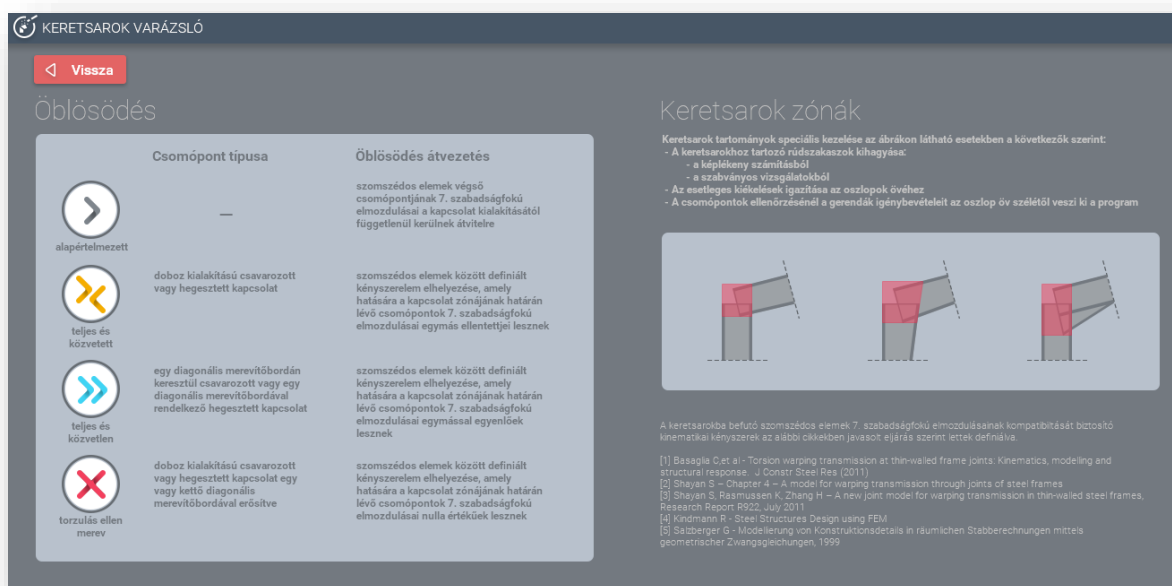 KERETSAROK VARÁZSLÓ
Vissza
Öblösödés
Csomópont típusa
Öblösödés átvezetés
alapértelmezett
—
szomszédos elemek végső
csomópontjának 7. szabadságfokú
elmozdulásai a kapcsolat kialakításától
függetlenül kerülnek átvitelre
teljes és
közvetett
doboz kialakítású csavarozott
vagy hegesztett kapcsolat
szomszédos elemek között definiált
kényszerelem elhelyezése, amely
hatására a kapcsolat zónájának határán
lévő csomópontok 7. szabadságfokú
elmozdulásai egymás ellentettjei lesznek
teljes és
közvetlen
egy diagonális merevítőbordán
keresztül csavarozott vagy egy
diagonális merevítőbordával
rendelkező hegesztett kapcsolat
szomszédos elemek között definiált
kényszerelem elhelyezése, amely
hatására a kapcsolat zónájának határán
lévő csomópontok 7. szabadságfokú
elmozdulásai egymással egyenlőek
lesznek
torzulás ellen
merev
doboz kialakítású csavarozott
vagy hegesztett kapcsolat egy
vagy kettő diagonális
merevítőbordával erősítve
szomszédos elemek között definiált
kényszerelem elhelyezése, amely
hatására a kapcsolat zónájának határán
lévő csomópontok 7. szabadságfokú
elmozdulásai nulla értékűek lesznek
Keretsarok zónák
Keretsarok tartományok speciális kezelése az ábrákon látható esetekben a következők szerint:
- A keretsarokhoz tartozó rúdszakaszok kihagyása:
- a képlékeny számításból
- a szabványos vizsgálatokból
- Az esetleges kiékelések igazítása az oszlopok övéhez
- A csomópontok ellenőrzésénél a gerendák igénybevételeit az oszlop öv szélétől veszi ki a program
A keretsarokba befutó szomszédos elemek 7. szabadságfokú elmozdulásainak kompatibilitását biztosító
kinematikai kényszerek az alábbi cikkekben javasolt eljárás szerint lettek definiálva.
[1] Basaglia C,et al - Torsion warping transmission at thin-walled frame joints: Kinematics, modelling and
structural response. J Constr Steel Res (2011)
[2] Shayan S – Chapter 4 – A model for warping transmission through joints of steel frames
[3] Shayan S, Rasmussen K, Zhang H – A new joint model for warping transmission in thin-walled steel frames,
Research Report R922, July 2011
[4] Kindmann R - Steel Structures Design using FEM
[5] Salzberger G - Modellierung von Konstruktionsdetails in räumlichen Stabberechnungen mittels
geometrischer Zwangsgleichungen, 1999